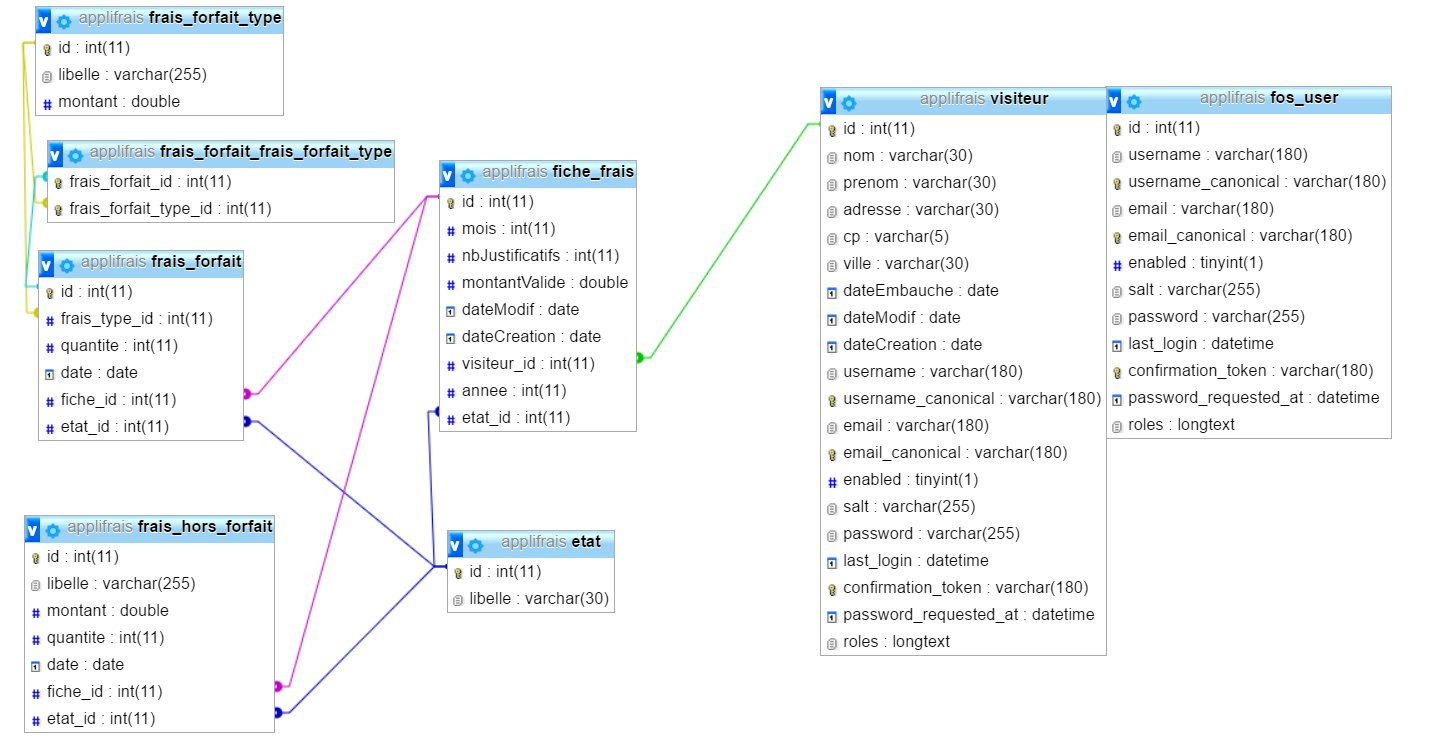 applifrais frais_forfait_type
id : int(11)
libelle : varchar(255)
montant : double
applifrais frais_forfait_frais_forfait_type
frais_forfait_id : int(11)
frais_forfait_type_id : int(11)
applifrais frais_forfait
id : int(11)
frais_type_id : int(11)
quantite : int(11)
date : date
fiche_id : int(11)
etat_id : int(11)
applifrais frais_hors_forfait
id : int(11)
libelle : varchar(255)
montant : double
quantite : int(11)
date : date
fiche_id : int(11)
etat_id : int(11)
applifrais fiche_frais
id : int(11)
mois : int(11)
nbJustificatifs : int(11)
montantValide : double
dateModif : date
dateCreation : date
visiteur_id : int(11)
annee : int(11)
etat_id : int(11)
applifrais etat
id : int(11)
libelle : varchar(30)
applifrais visiteur
id : int(11)
nom : varchar(30)
prenom : varchar(30)
adresse : varchar(30)
cp : varchar(5)
ville : varchar(30)
dateEmbauche : date
dateModif : date
dateCreation : date
username : varchar(180)
username_canonical : varchar(180)
email : varchar(180)
email_canonical : varchar(180)
enabled : tinyint(1)
salt : varchar(255)
password : varchar(255)
last_login : datetime
confirmation_token : varchar(180)
password_requested_at : datetime
roles : longtext
applifrais fos_user
id : int(11)
username : varchar(180)
username_canonical : varchar(180)
email : varchar(180)
email_canonical : varchar(180)
enabled : tinyint(1)
salt : varchar(255)
password : varchar(255)
last_login : datetime
confirmation_token : varchar(180)
password_requested_at : datetime
roles : longtext